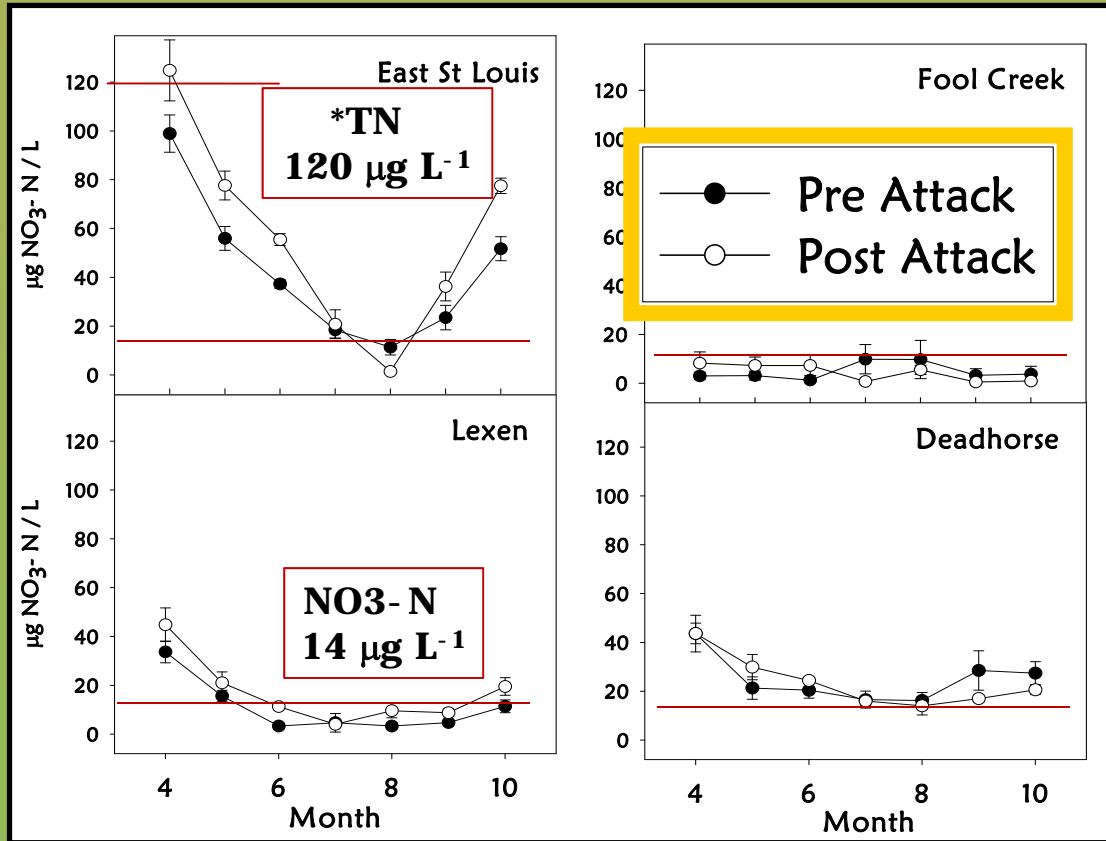 East St Louis
µg NO3- N / L
120
100
80
60
40
20
0
*TN
120 µg L-1
Fool Creek
120
100
80
60
40
20
0
Pre Attack
Post Attack
Lexen
µg NO3- N / L
120
100
80
60
40
20
0
NO3- N
14 µg L-1
4
6
8
10
Month
Deadhorse
120
100
80
60
40
20
0
4
6
8
10
Month